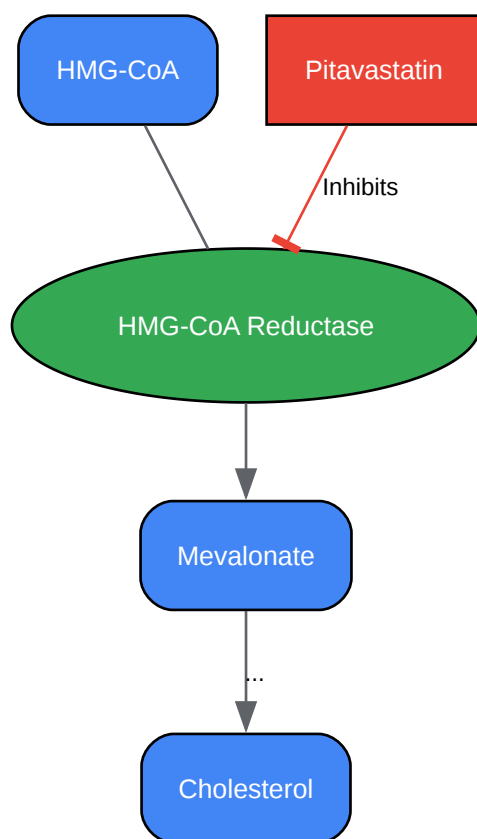 HMG-CoA
Pitavastatin
Inhibits
HMG-CoA Reductase
Mevalonate
...
Cholesterol